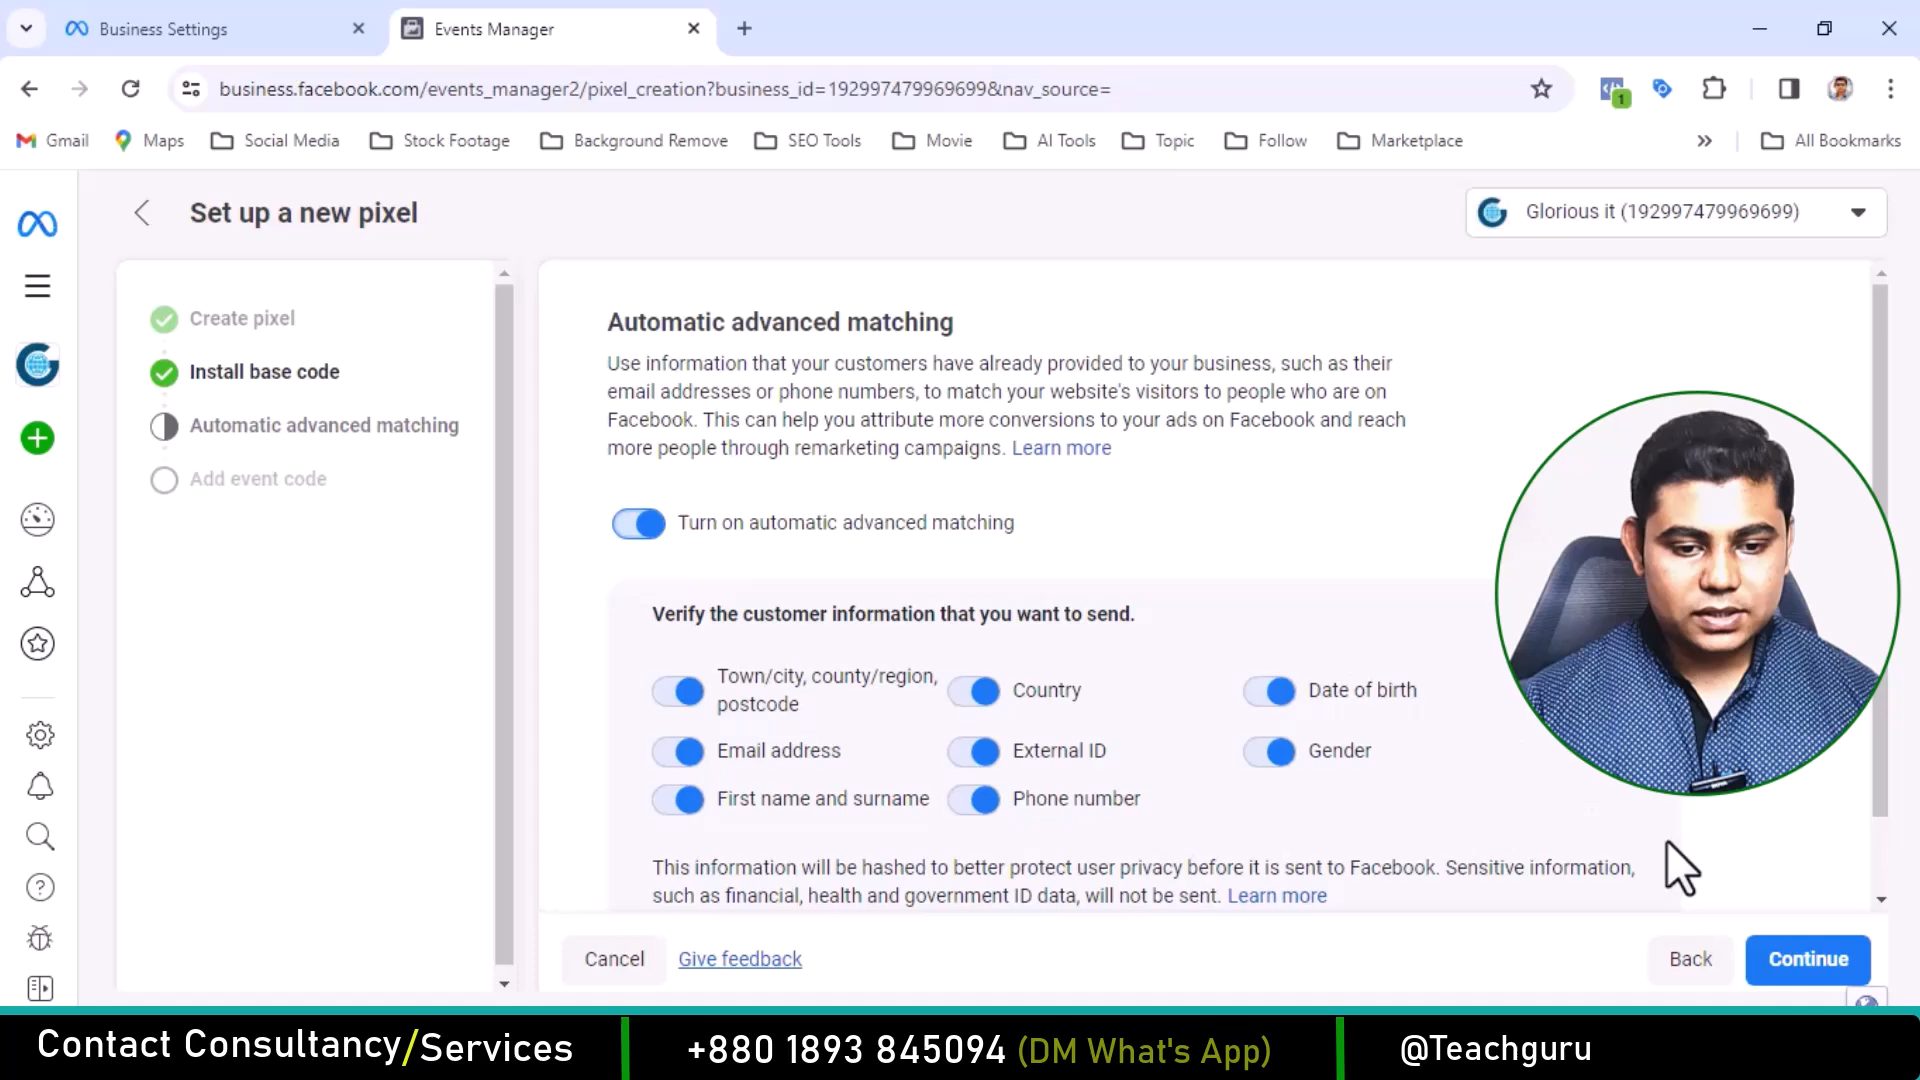 Business Settings
Events Manager
business.facebook.com/events_manager2/pixel_creation?business_id=192997479969699&nav_source=
1
Gmail
Maps
Social Media
Stock Footage
Background Remove
SEO Tools
Movie
AI Tools
Topic
Follow
Marketplace
All Bookmarks
Set up a new pixel
Glorious it (192997479969699)
Create pixel
Install base code
Automatic advanced matching
Add event code
Automatic advanced matching
Use information that your customers have already provided to your business, such as their
email addresses or phone numbers, to match your website's visitors to people who are on
Facebook. This can help you attribute more conversions to your ads on Facebook and reach
more people through remarketing campaigns. Learn more
Turn on automatic advanced matching
Verify the customer information that you want to send.
Town/city, county/region,
postcode
Country
Date of birth
Email address
External ID
Gender
First name and surname
Phone number
This information will be hashed to better protect user privacy before it is sent to Facebook. Sensitive information,
such as financial, health and government ID data, will not be sent. Learn more
Cancel
Give feedback
Back
Continue
Contact Consultancy/Services
+880 1893 845094 (DM What's App)
@Teachguru